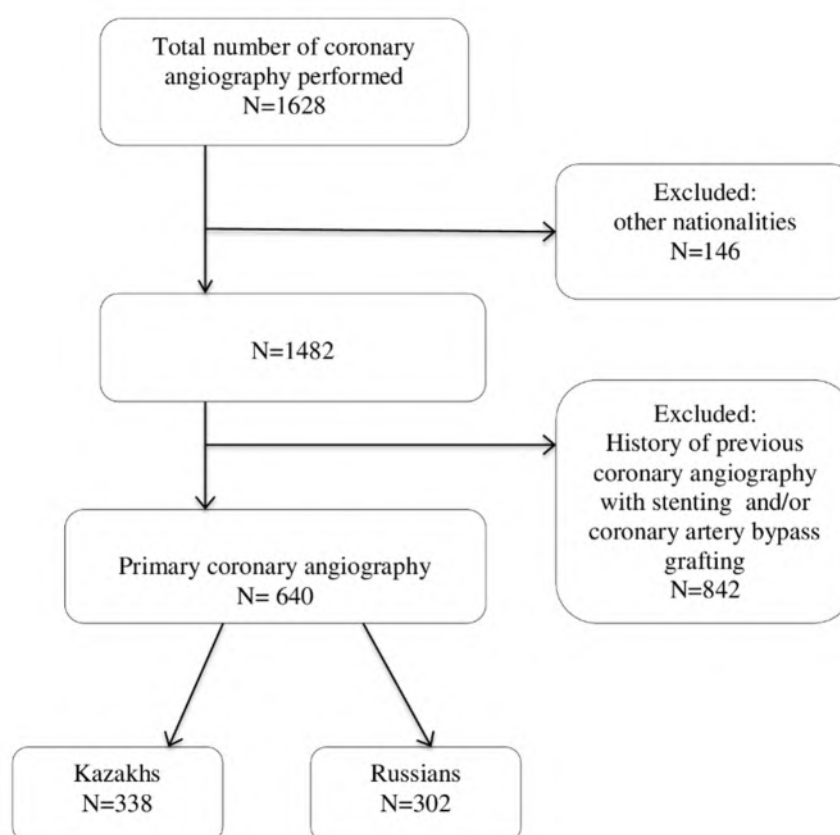 Total number of coronary
angiography performed
N=1628
Excluded:
other nationalities
N=146
N=1482
Excluded:
History of previous
coronary angiography
with stenting and/or
coronary artery bypass
grafting
N=842
Primary coronary angiography
N= 640
Kazakhs
N=338
Russians
N=302